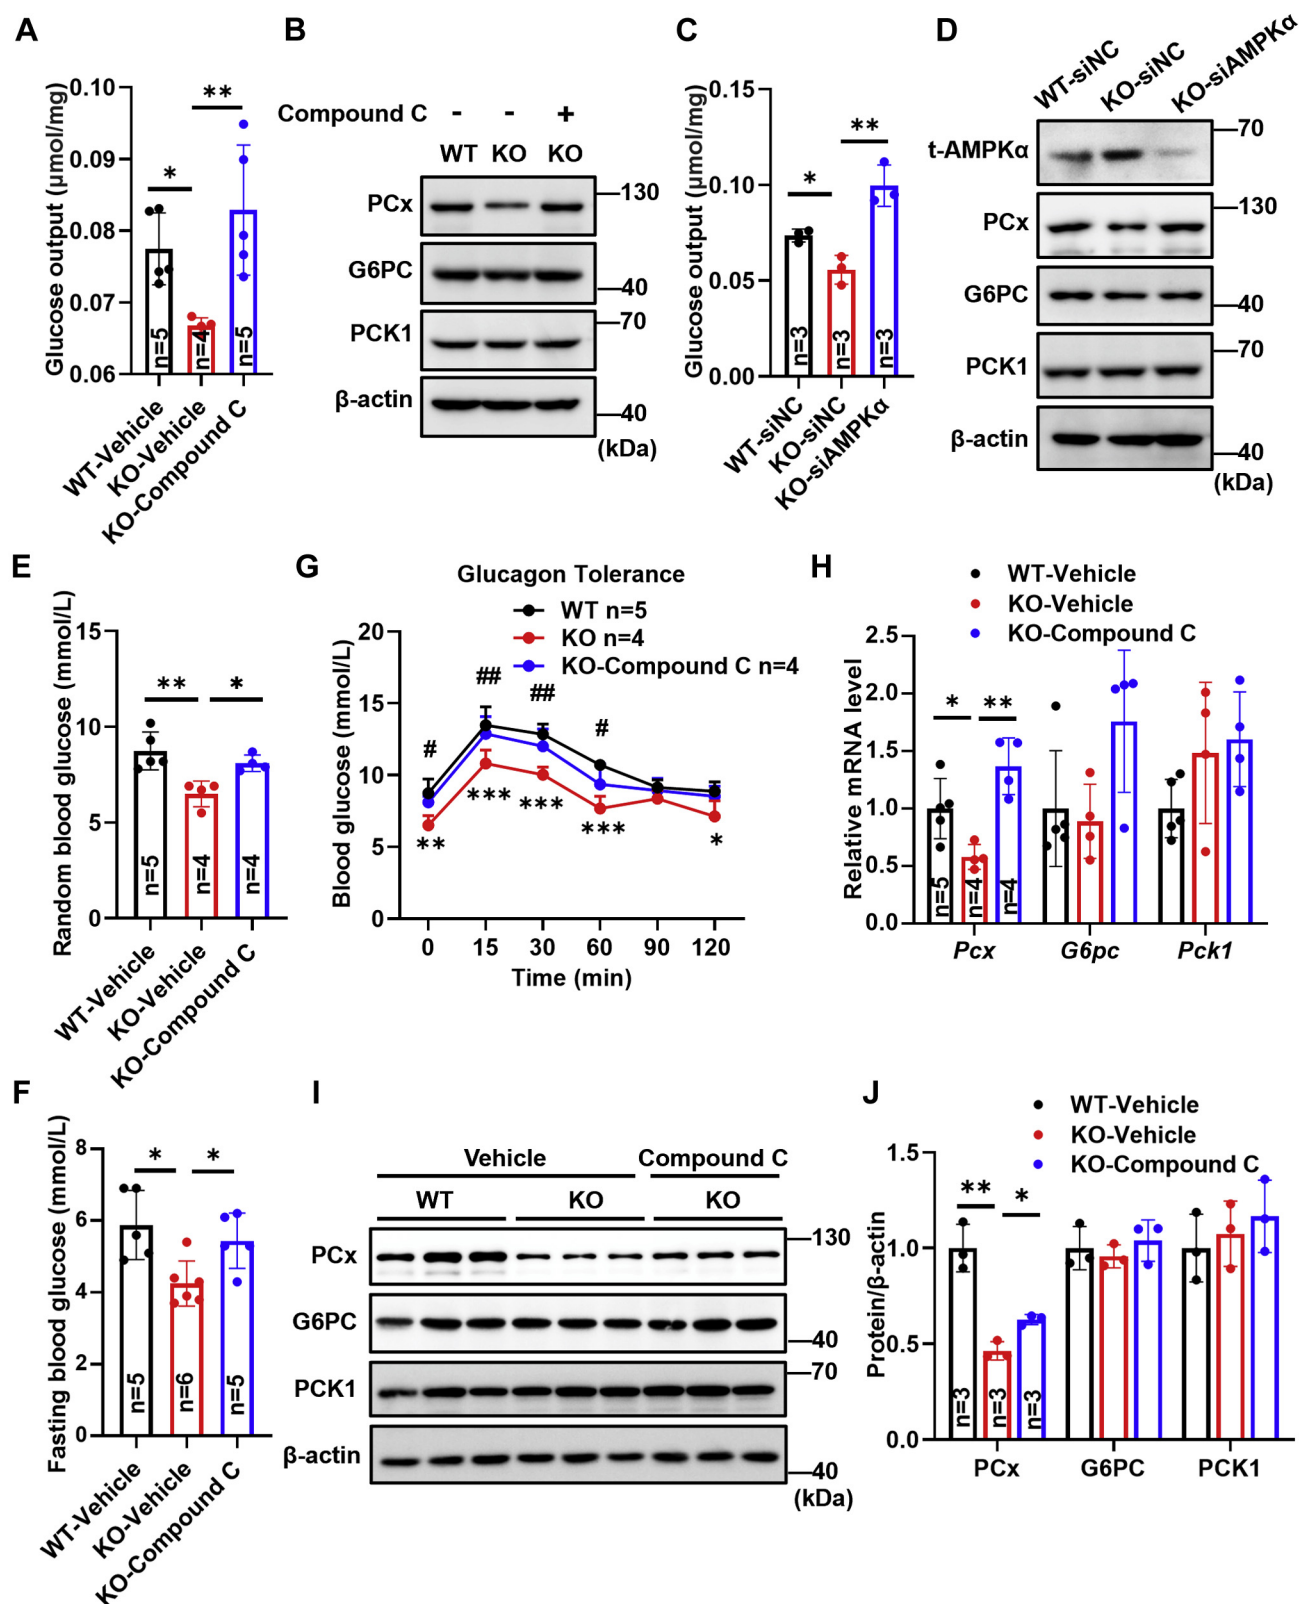 A
Glucose output (μmol/mg)
0.10
0.09
0.08
0.07
0.06
*
**
n=5
n=4
n=5
WT-Vehicle
KO-Vehicle
KO-Compound C
B
Compound C - - +
WT KO KO
PCx
130
G6PC
40
PCK1
70
β-actin
40
(kDa)
C
Glucose output (μmol/mg)
0.15
0.10
0.05
0.00
*
**
n=3
n=3
n=3
WT-siNC
KO-siNC
KO-siAMPKα
D
WT-siNC
KO-siNC
KO-siAMPKα
t-AMPKα
70
PCx
130
G6PC
40
PCK1
70
β-actin
40
(kDa)
E
Random blood glucose (mmol/L)
15
10
5
0
**
*
n=5
n=4
n=4
WT-Vehicle
KO-Vehicle
KO-Compound C
G
Glucagon Tolerance
WT n=5
KO n=4
KO-Compound C n=4
Blood glucose (mmol/L)
20
15
10
5
0
#
##
##
#
**
***
***
***
*
0 15 30 60 90 120
Time (min)
H
WT-Vehicle
KO-Vehicle
KO-Compound C
Relative mRNA level
2.5
2.0
1.5
1.0
0.5
0.0
*
**
n=5
n=4
n=4
Pcx G6pc Pck1
F
Fasting blood glucose (mmol/L)
8
6
4
2
0
*
*
n=5
n=6
n=5
WT-Vehicle
KO-Vehicle
KO-Compound C
I
Vehicle Compound C
WT KO KO
PCx
130
G6PC
40
PCK1
70
β-actin
40
(kDa)
J
WT-Vehicle
KO-Vehicle
KO-Compound C
Protein/β-actin
1.5
1.0
0.5
0.0
**
*
n=3
n=3
n=3
PCx G6PC PCK1